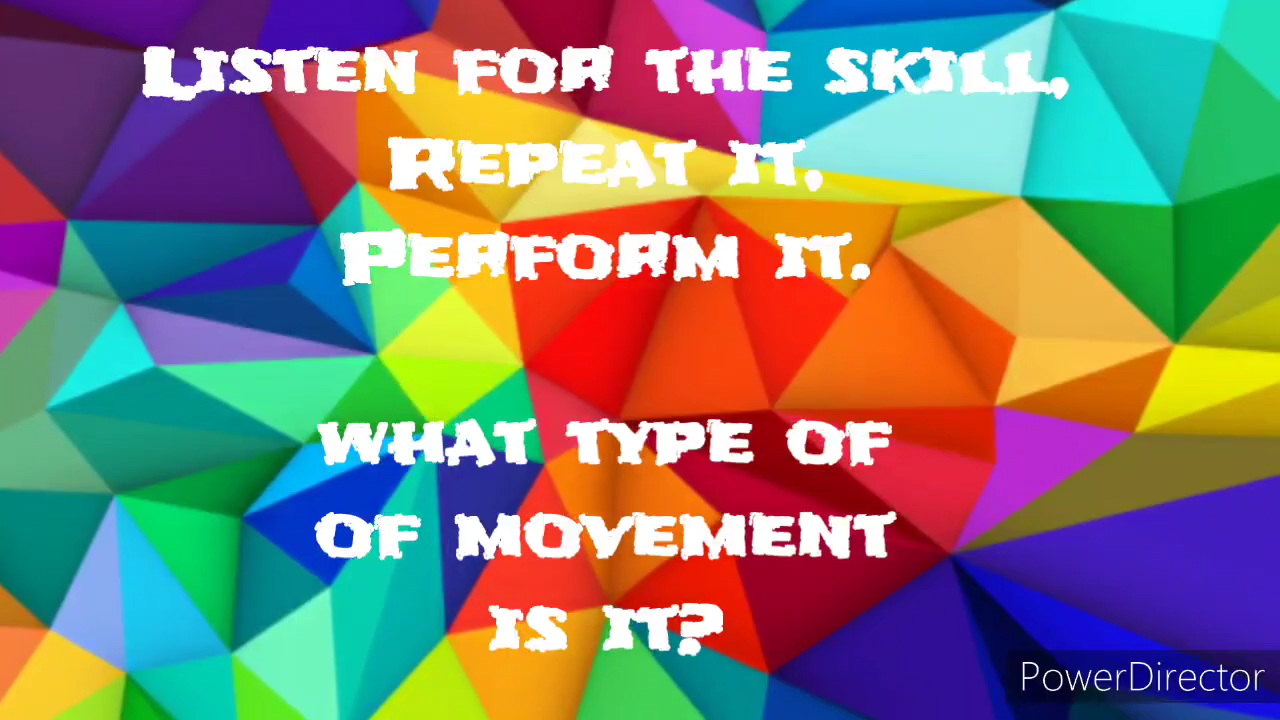 Listen for the skill.
Repeat it.
Perform it.
what type of
of movement
is it?
PowerDirector